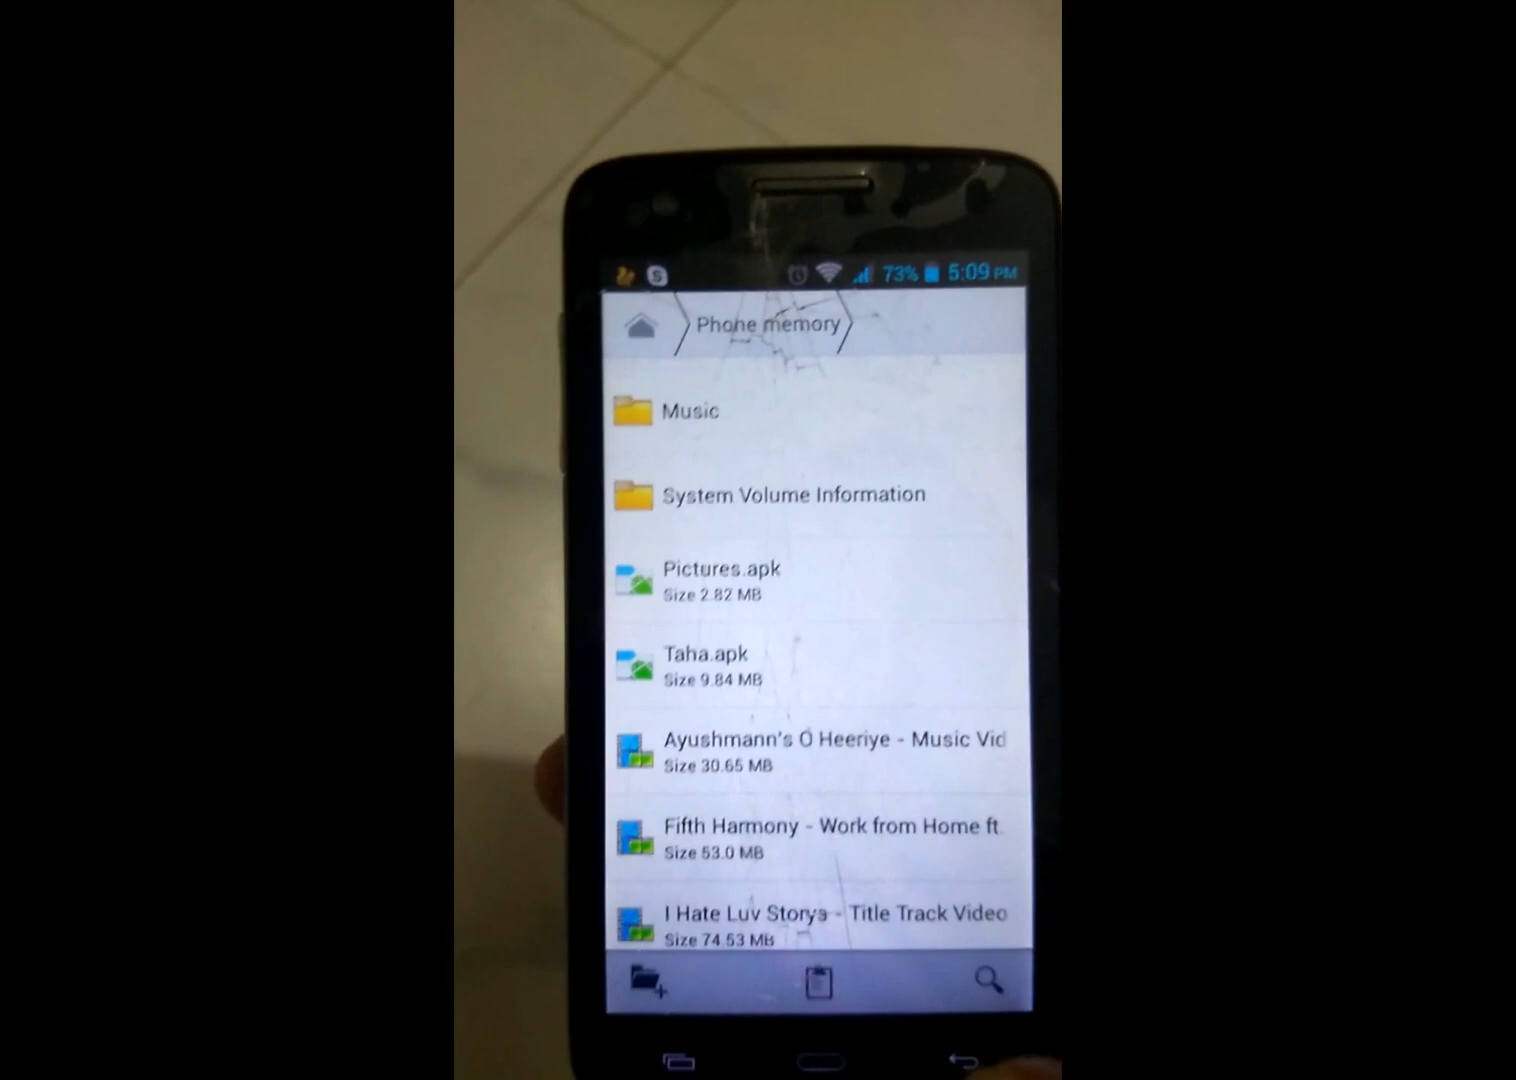 73% 5:09 PM
Phone memory
Music
System Volume Information
Pictures.apk
Size 2.82 MB
Taha.apk
Size 9.84 MB
Ayushmann's O Heeriye - Music Vid
Size 30.65 MB
Fifth Harmony - Work from Home ft.
Size 53.0 MB
I Hate Luv Storys - Title Track Video
Size 74.53 MB